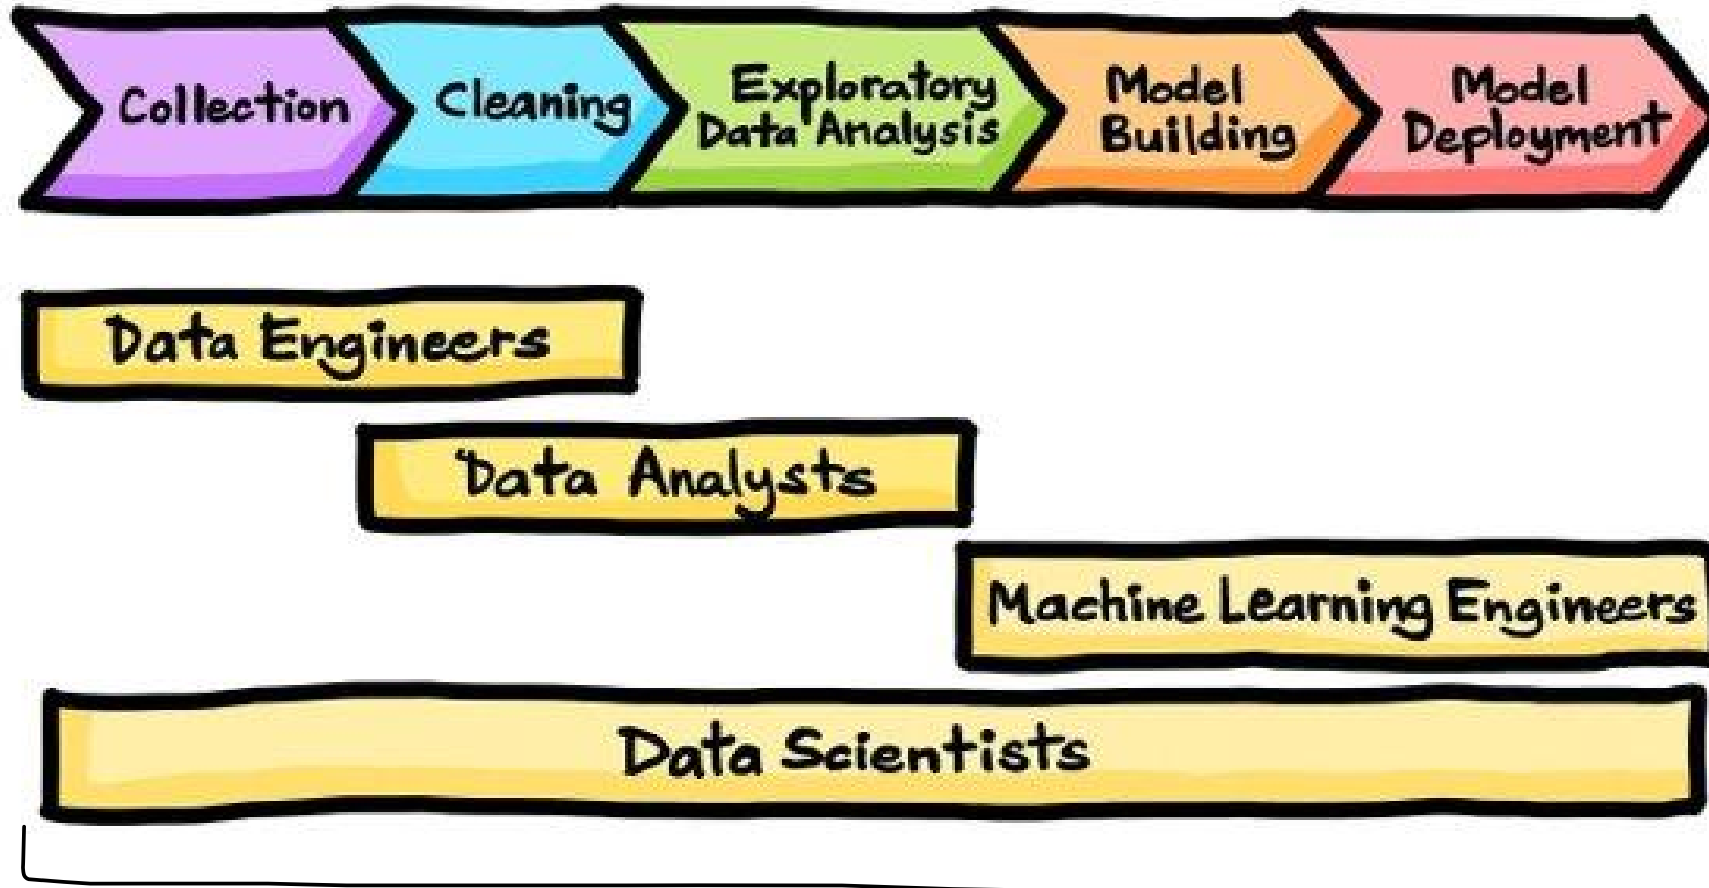 Collection
Cleaning
Exploratory
Data Analysis
Model
Building
Model
Deployment
Data Engineers
Data Analysts
Machine Learning Engineers
Data Scientists